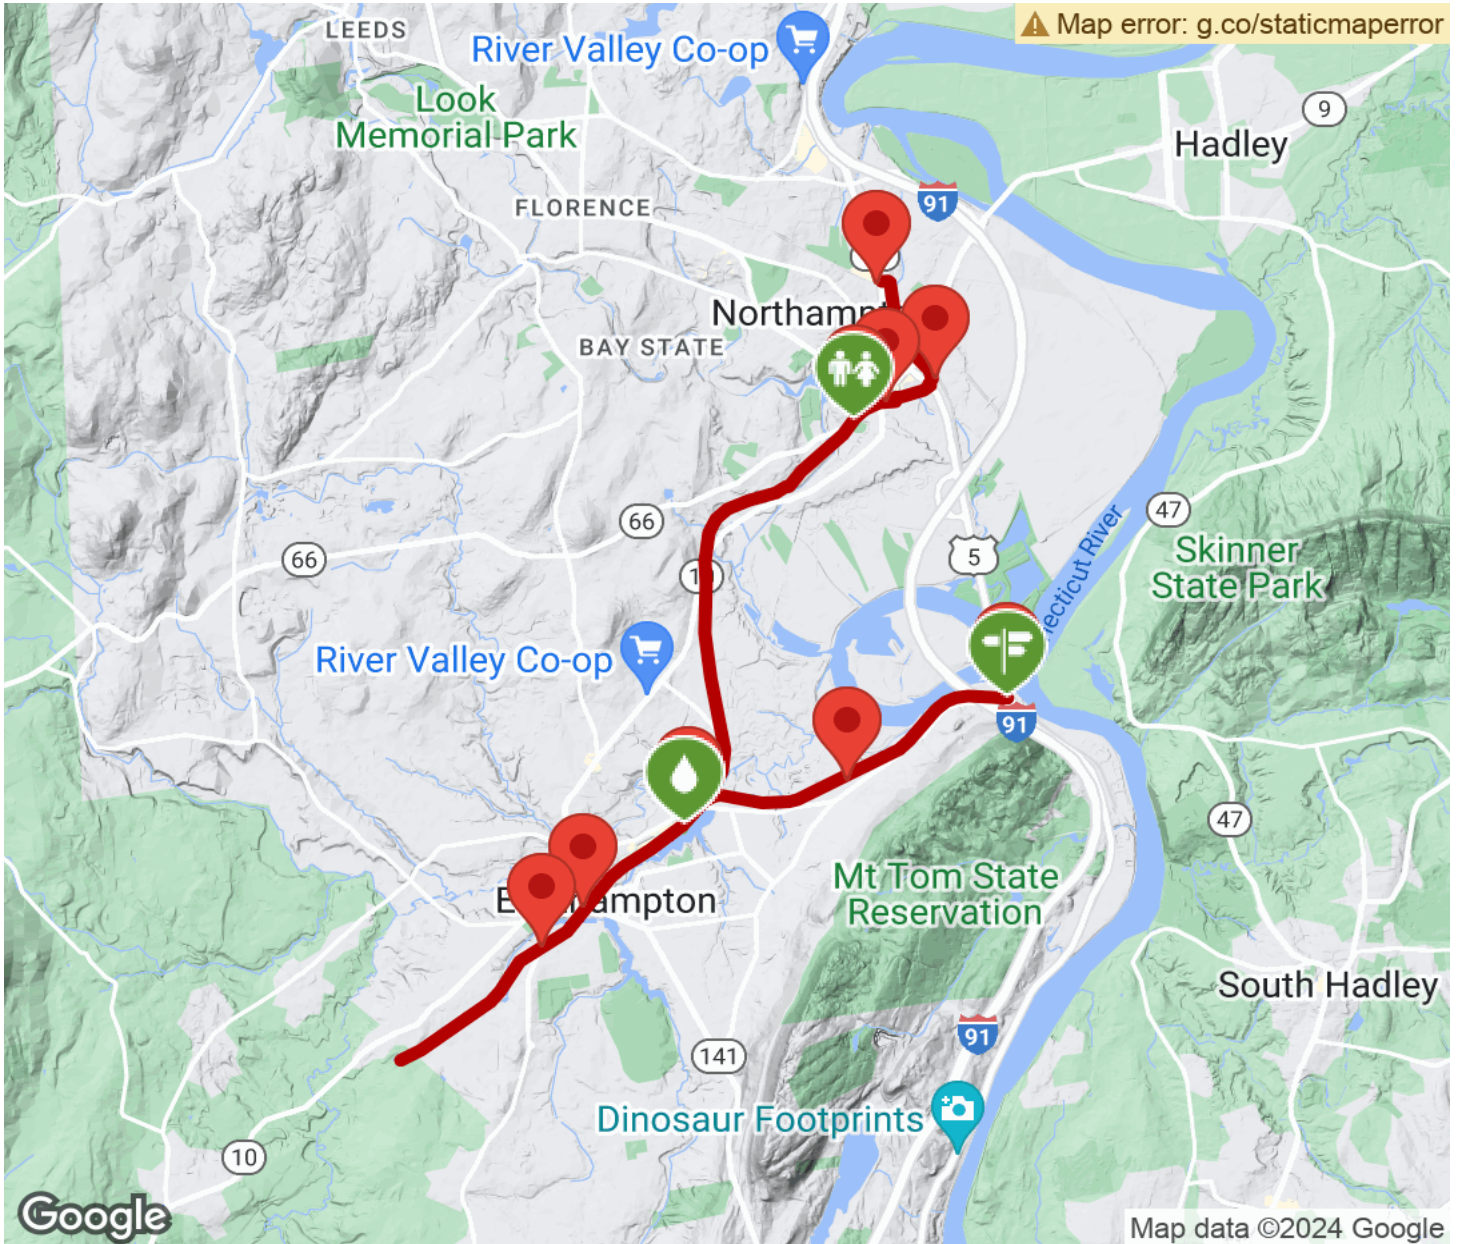 LEEDS
River Valley Co-op
Map error: g.co/staticmaperror
Look
Memorial Park
9
Hadley
FLORENCE
91
BAY STATE
66
47
66
5
Skinner
State Park
River Valley Co-op
91
47
Mt Tom State
Reservation
South Hadley
91
141
Dinosaur Footprints
10
Google
Map data ©2024 Google